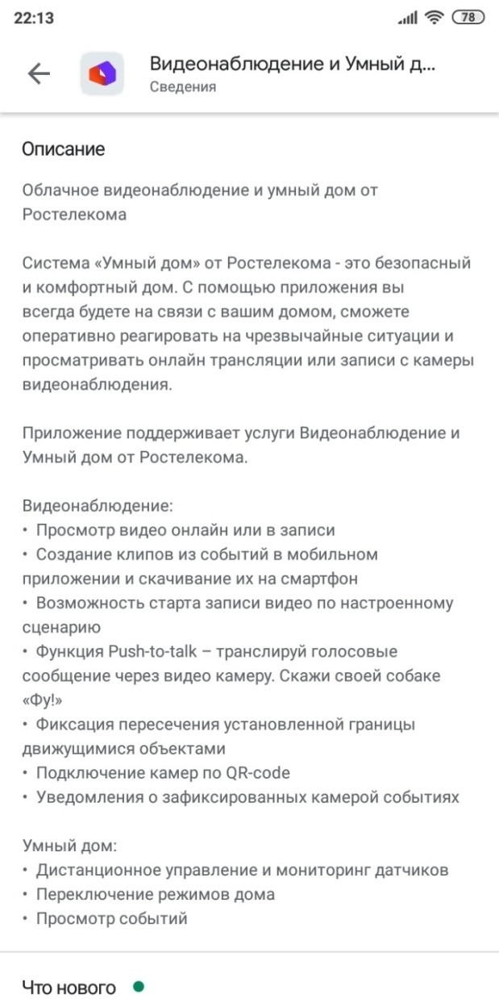 22:13
78
Видеонаблюдение и Умный д...
Сведения
Описание
Облачное видеонаблюдение и умный дом от
Ростелекома
Система «Умный дом» от Ростелекома - это безопасный
и комфортный дом. С помощью приложения вы
всегда будете на связи с вашим домом, сможете
оперативно реагировать на чрезвычайные ситуации и
просматривать онлайн трансляции или записи с камеры
видеонаблюдения.
Приложение поддерживает услуги Видеонаблюдение и
Умный дом от Ростелекома.
Видеонаблюдение:
• Просмотр видео онлайн или в записи
• Создание клипов из событий в мобильном
приложении и скачивание их на смартфон
• Возможность старта записи видео по настроенному
сценарию
• Функция Push-to-talk – транслируй голосовые
сообщение через видео камеру. Скажи своей собаке
«Фу!»
• Фиксация пересечения установленной границы
движущимися объектами
• Подключение камер по QR-code
• Уведомления о зафиксированных камерой событиях
Умный дом:
• Дистанционное управление и мониторинг датчиков
• Переключение режимов дома
• Просмотр событий
Что нового